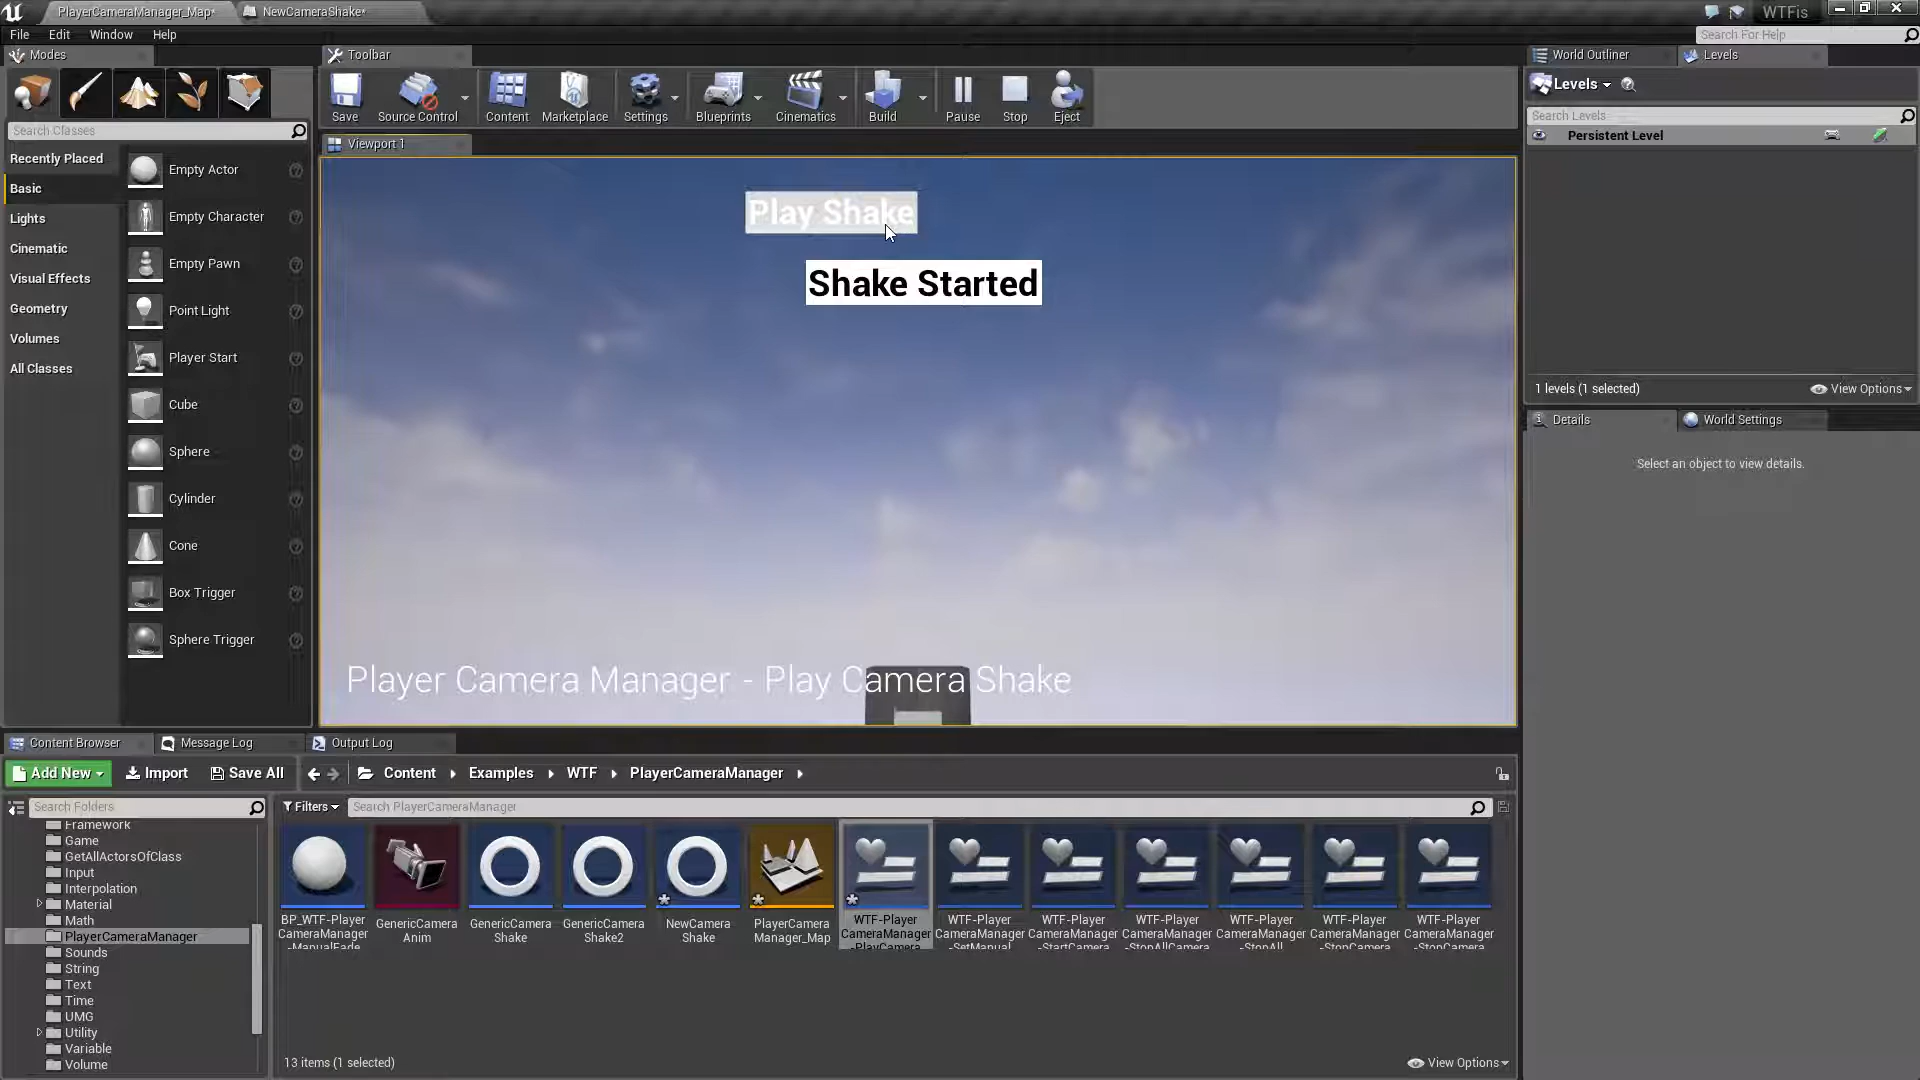 PlayerCameraManager_Map*
NewCameraShake*
WTFis
File Edit Window Help
Search For Help
Modes
Toolbar
World Outliner
Levels
Save
Source Control
Content
Marketplace
Settings
Blueprints
Cinematics
Build
Pause
Stop
Eject
Levels
Search Levels
Persistent Level
1 levels (1 selected)
View Options
Details
World Settings
Select an object to view details.
Search Classes
Recently Placed
Basic
Lights
Cinematic
Visual Effects
Geometry
Volumes
All Classes
Empty Actor
Empty Character
Empty Pawn
Point Light
Player Start
Cube
Sphere
Cylinder
Cone
Box Trigger
Sphere Trigger
Viewport 1
Play Shake
Shake Started
Player Camera Manager - Play Camera Shake
Content Browser
Message Log
Output Log
Add New
Import
Save All
Content
Examples
WTF
PlayerCameraManager
Search Folders
Filters
Search PlayerCameraManager
Framework
Game
GetAllActorsOfClass
Input
Interpolation
Material
Math
PlayerCameraManager
Sounds
String
Text
Time
UMG
Utility
Variable
Volume
BP_WTF-Player
CameraManager
-ManualFade
GenericCamera
Anim
GenericCamera
Shake
GenericCamera
Shake2
NewCamera
Shake
PlayerCamera
Manager_Map
WTF-Player
CameraManager
-PlayCamera
WTF-Player
CameraManager
-SetManual
WTF-Player
CameraManager
-StartCamera
WTF-Player
CameraManager
-StopAllCamera
WTF-Player
CameraManager
-StopAll
WTF-Player
CameraManager
-StopCamera
WTF-Player
CameraManager
-StopCamera
13 items (1 selected)
View Options